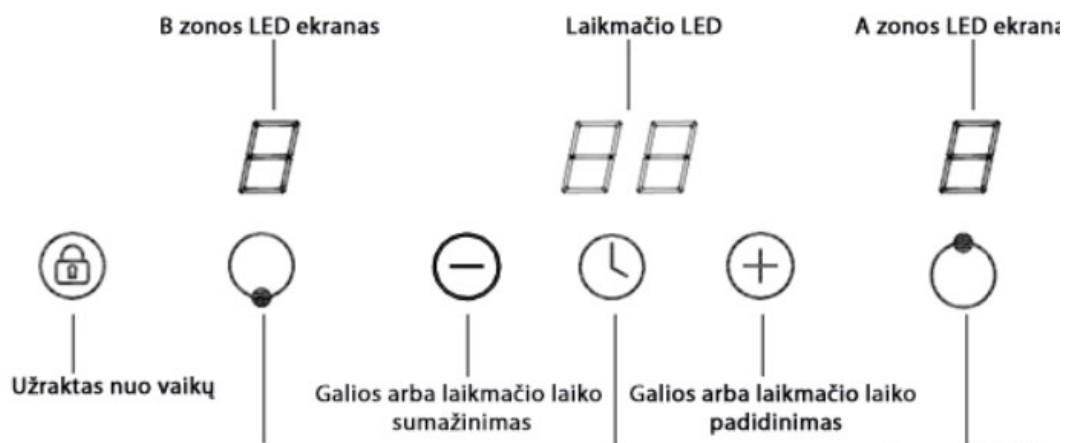 B zonos LED ekranas
Laikmačio LED
A zonos LED ekrana
Užraktas nuo vaikų
Galios arba laikmačio laiko
sumažinimas
Galios arba laikmačio laiko
padidinimas